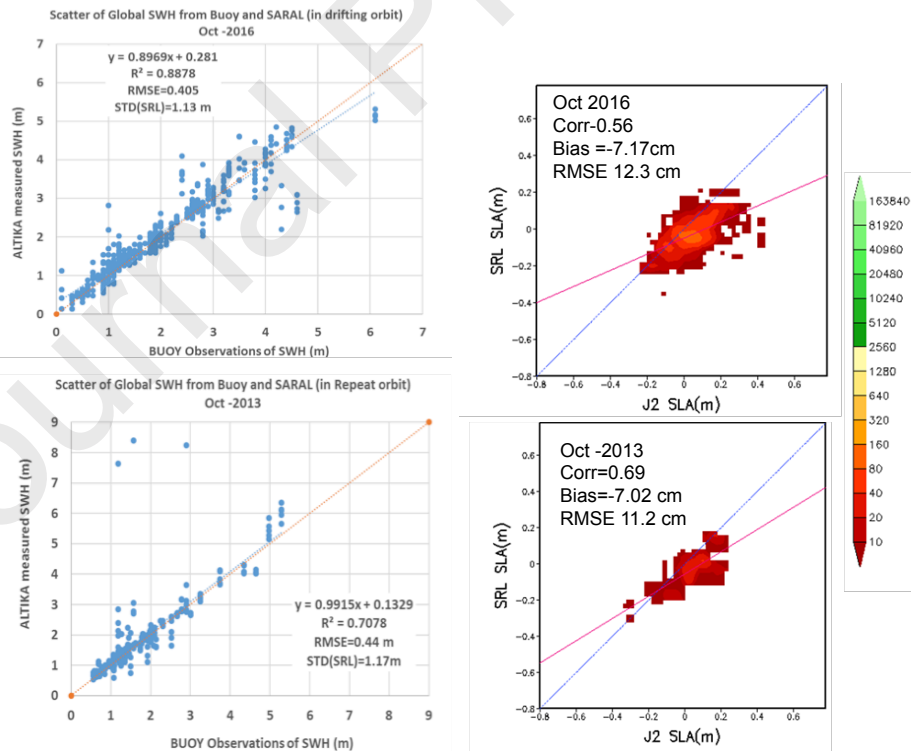 Scatter of Global SWH from Buoy and SARAL (in drifting orbit)
Oct -2016
y = 0.8969x + 0.281
R² = 0.8878
RMSE=0.405
STD(SRL)=1.13 m
ALTIKA measured SWH (m)
7
6
5
4
3
2
1
0
0 1 2 3 4 5 6 7
BUOY Observations of SWH (m)
Oct 2016
Corr-0.56
Bias =-7.17cm
RMSE 12.3 cm
SRL SLA(m)
0.6
0.4
0.2
0
-0.2
-0.4
-0.6
-0.8
-0.8 -0.6 -0.4 -0.2 0 0.2 0.4 0.6
J2 SLA(m)
163840
81920
40960
20480
10240
5120
2560
1280
640
320
160
80
40
20
10
Scatter of Global SWH from Buoy and SARAL (in Repeat orbit)
Oct -2013
y = 0.9915x + 0.1329
R² = 0.7078
RMSE=0.44 m
STD(SRL)=1.17m
ALTIKA measured SWH (m)
9
8
7
6
5
4
3
2
1
0
0 1 2 3 4 5 6 7 8 9
BUOY Observations of SWH (m)
Oct -2013
Corr=0.69
Bias=-7.02 cm
RMSE 11.2 cm
SRL SLA(m)
0.6
0.4
0.2
0
-0.2
-0.4
-0.6
-0.8
-0.8 -0.6 -0.4 -0.2 0 0.2 0.4 0.6
J2 SLA(m)